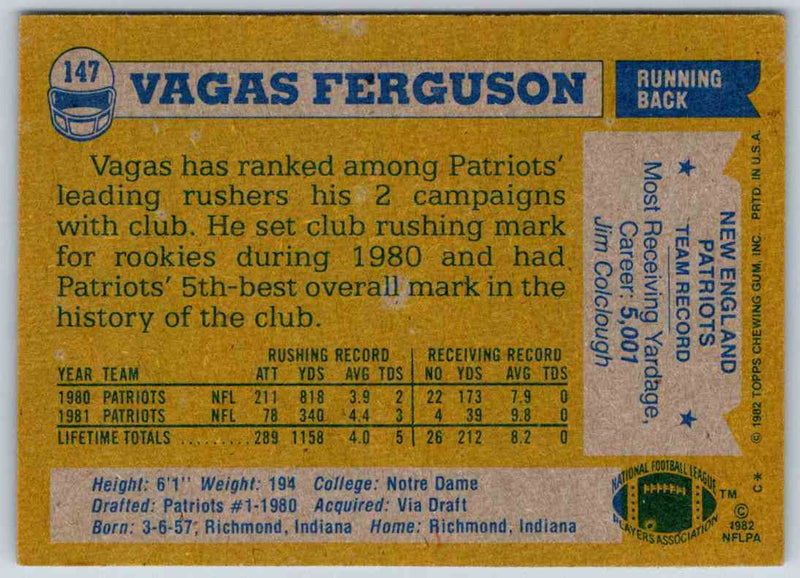 147
VAGAS FERGUSON
RUNNING
BACK
Vagas has ranked among Patriots'
leading rushers his 2 campaigns
with club. He set club rushing mark
for rookies during 1980 and had
Patriots' 5th-best overall mark in the
history of the club.
RUSHING RECORD RECEIVING RECORD
YEAR TEAM ATT YDS AVG TDS NO YDS AVG TDS
1980 PATRIOTS NFL 211 818 3.9 2 22 173 7.9 0
1981 PATRIOTS NFL 78 340 4.4 3 4 39 9.8 0
LIFETIME TOTALS ......... 289 1158 4.0 5 26 212 8.2 0
Height: 6'1" Weight: 194 College: Notre Dame
Drafted: Patriots #1-1980 Acquired: Via Draft
Born: 3-6-57, Richmond, Indiana Home: Richmond, Indiana
NEW ENGLAND
PATRIOTS
TEAM RECORD
Most Receiving Yardage,
Career: 5,001
Jim Colclough
© 1982 TOPPS CHEWING GUM, INC. PRTD. IN U.S.A.
C*
NATIONAL FOOTBALL LEAGUE
PLAYERS ASSOCIATION
TM
©
1982
NFLPA